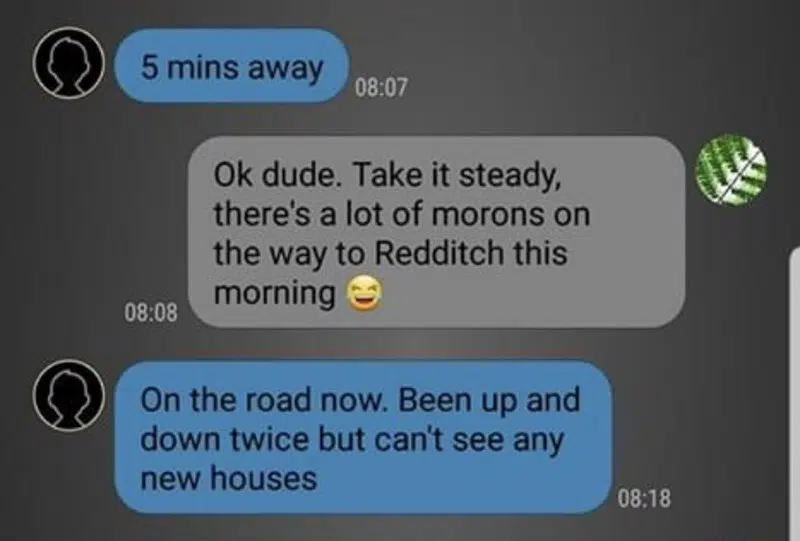 5 mins away
08:07
Ok dude. Take it steady,
there's a lot of morons on
the way to Redditch this
morning 😂
08:08
On the road now. Been up and
down twice but can't see any
new houses
08:18